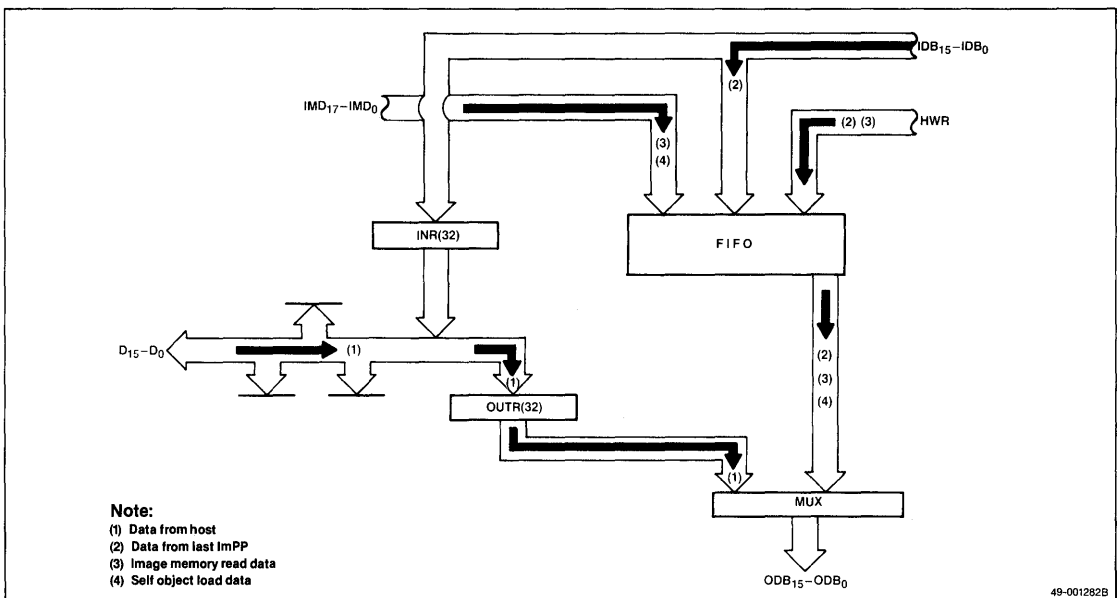 IDB15–IDB0
(2)
IMD17–IMD0
(2) (3)
HWR
(3)
(4)
INR(32)
F I F O
D15–D0
(1)
(1)
(2)
(3)
(4)
OUTR(32)
(1)
MUX
Note:
(1) Data from host
(2) Data from last ImPP
(3) Image memory read data
(4) Self object load data
ODB15–ODB0
49-001282B